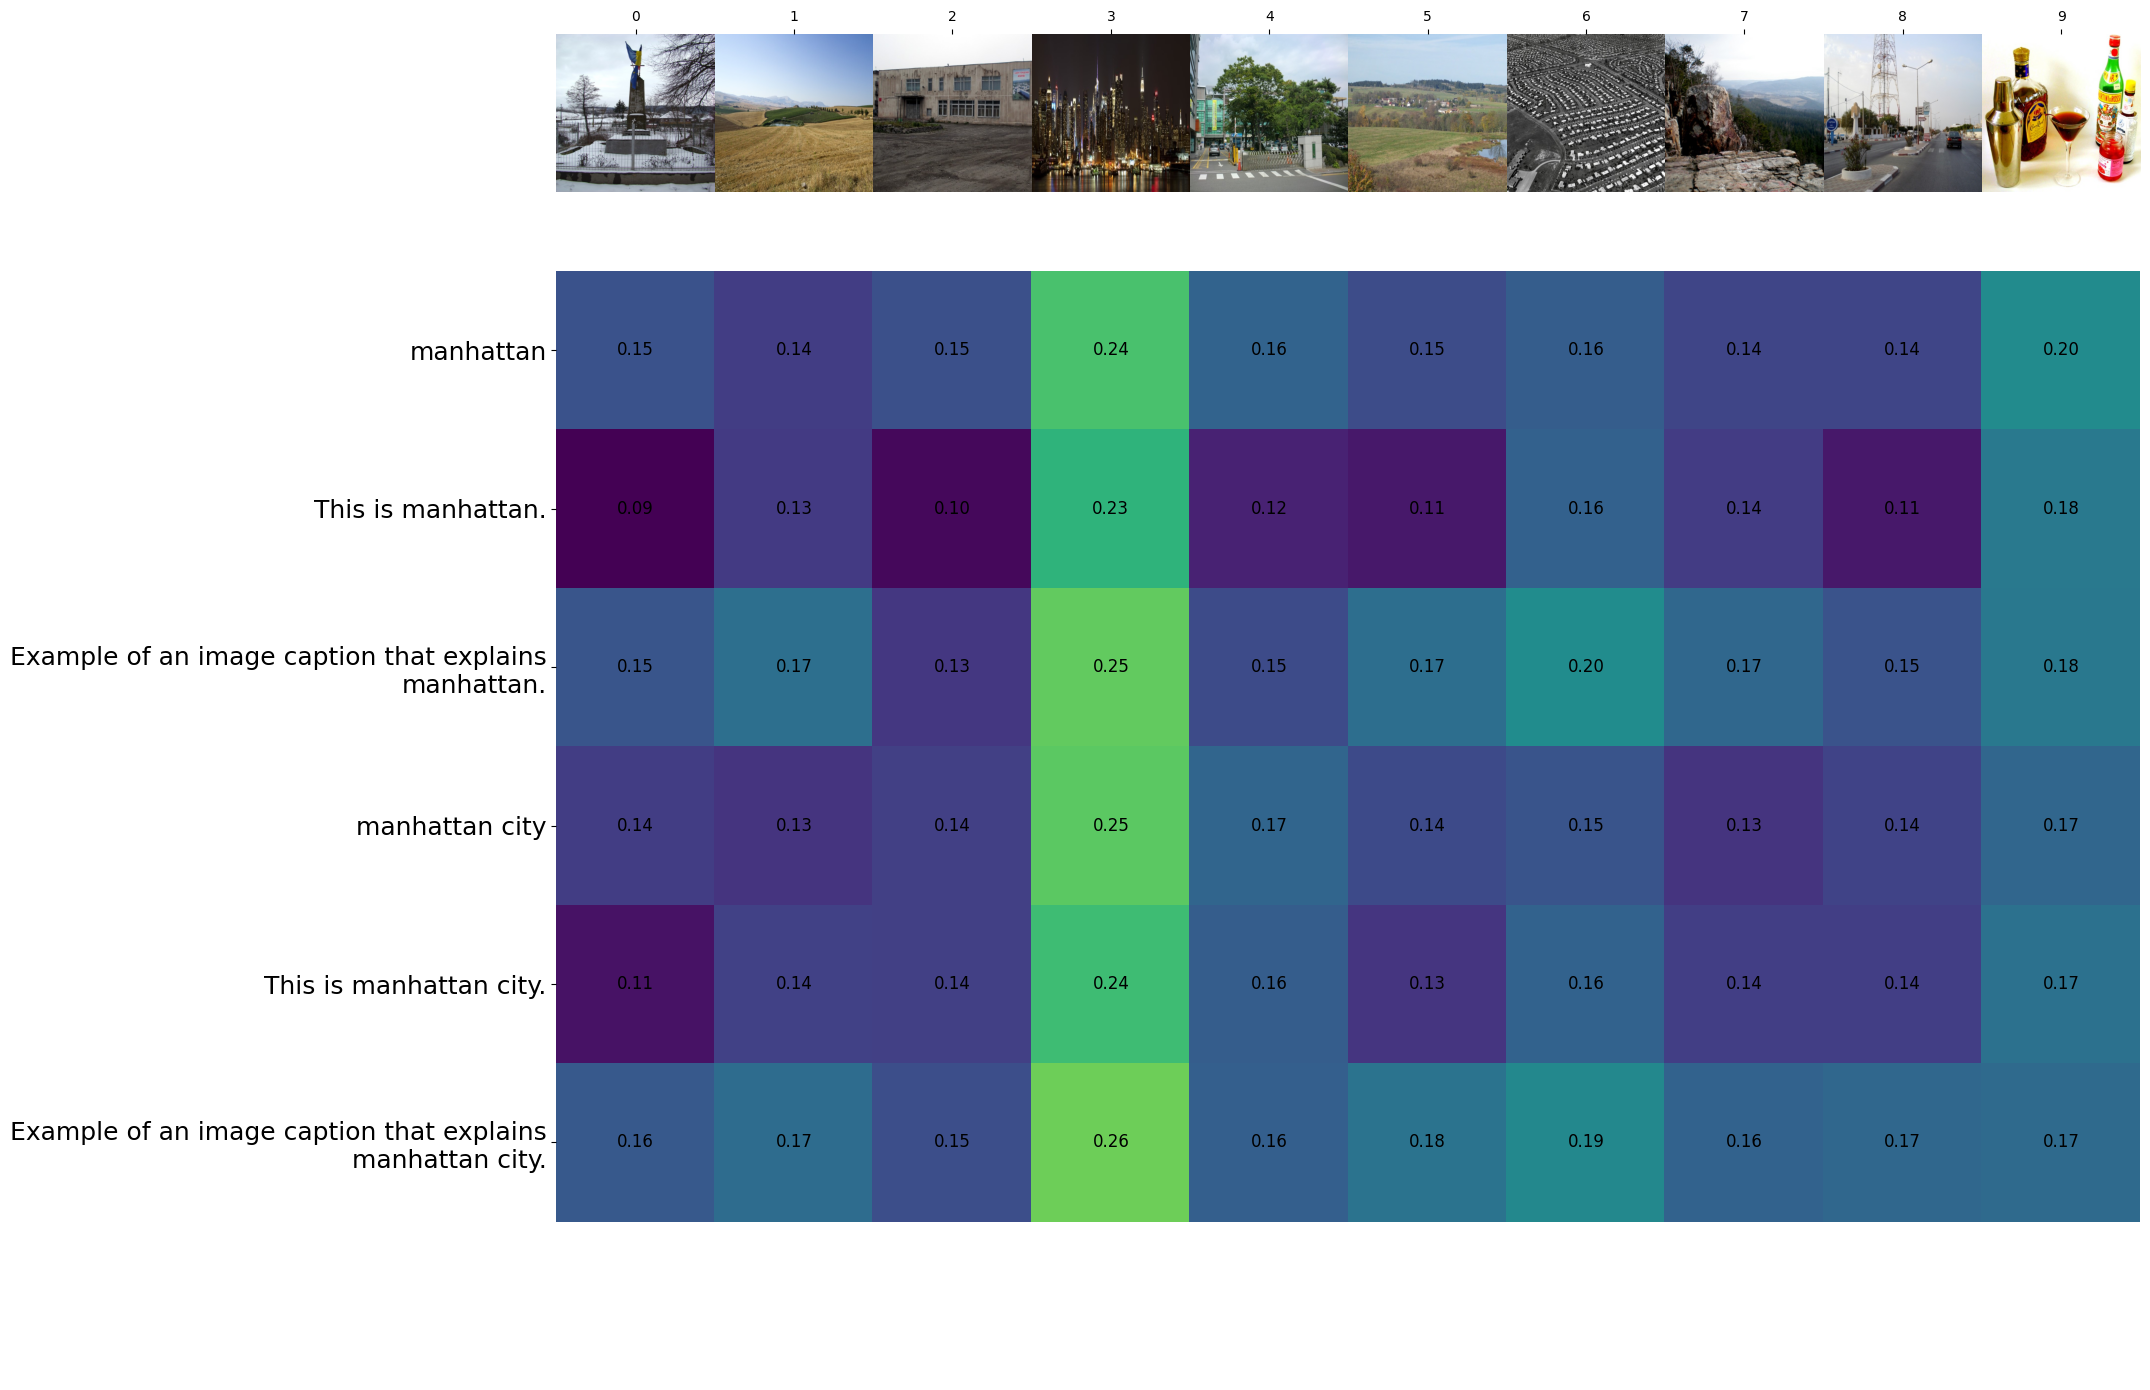 0 1 2 3 4 5 6 7 8 9
manhattan 0.15 0.14 0.15 0.24 0.16 0.15 0.16 0.14 0.14 0.20
This is manhattan. 0.09 0.13 0.10 0.23 0.12 0.11 0.16 0.14 0.11 0.18
Example of an image caption that explains
manhattan. 0.15 0.17 0.13 0.25 0.15 0.17 0.20 0.17 0.15 0.18
manhattan city 0.14 0.13 0.14 0.25 0.17 0.14 0.15 0.13 0.14 0.17
This is manhattan city. 0.11 0.14 0.14 0.24 0.16 0.13 0.16 0.14 0.14 0.17
Example of an image caption that explains
manhattan city. 0.16 0.17 0.15 0.26 0.16 0.18 0.19 0.16 0.17 0.17